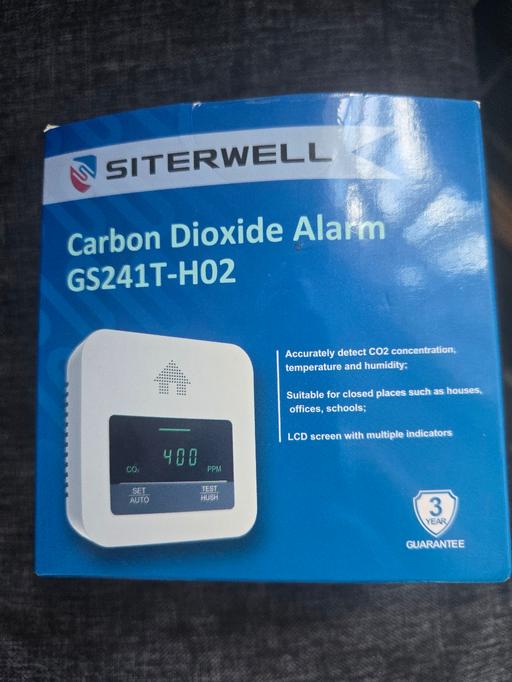 SITERWELL
Carbon Dioxide Alarm
GS241T-H02
Accurately detect CO2 concentration,
temperature and humidity;
Suitable for closed places such as houses,
offices, schools;
LCD screen with multiple indicators
400
CO₂ PPM
SET TEST
AUTO HUSH
3
YEAR
GUARANTEE